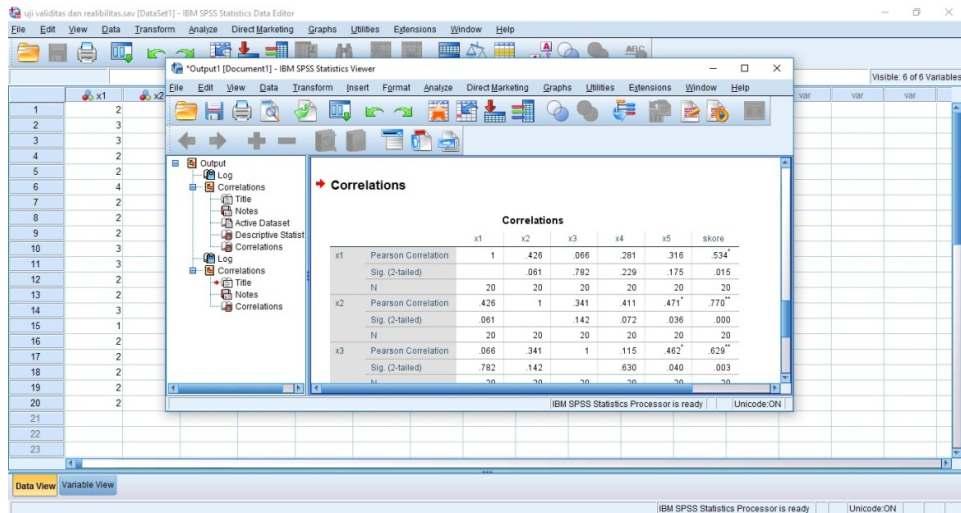 uji validitas dan realibilitas.sav [DataSet1] - IBM SPSS Statistics Data Editor
File Edit View Data Transform Analyze Direct Marketing Graphs Utilities Extensions Window Help
Visible: 6 of 6 Variables
x1 x2 var var var
1 2
2 3
3 3
4 2
5 2
6 4
7 2
8 2
9 2
10 3
11 3
12 2
13 2
14 3
15 1
16 2
17 2
18 2
19 2
20 2
21
22
23
*Output1 [Document1] - IBM SPSS Statistics Viewer
File Edit View Data Transform Insert Format Analyze Direct Marketing Graphs Utilities Extensions Window Help
Output
Log
Correlations
Title
Notes
Active Dataset
Descriptive Statist
Correlations
Log
Correlations
Title
Notes
Correlations
Correlations
Correlations
x1 x2 x3 x4 x5 skore
x1 Pearson Correlation 1 .426 .066 .281 .316 .534*
Sig. (2-tailed) .061 .782 .229 .175 .015
N 20 20 20 20 20 20
x2 Pearson Correlation .426 1 .341 .411 .471* .770**
Sig. (2-tailed) .061 .142 .072 .036 .000
N 20 20 20 20 20 20
x3 Pearson Correlation .066 .341 1 .115 .462* .629**
Sig. (2-tailed) .782 .142 .630 .040 .003
N 20 20 20 20 20 20
IBM SPSS Statistics Processor is ready Unicode:ON
Data View Variable View
IBM SPSS Statistics Processor is ready Unicode:ON